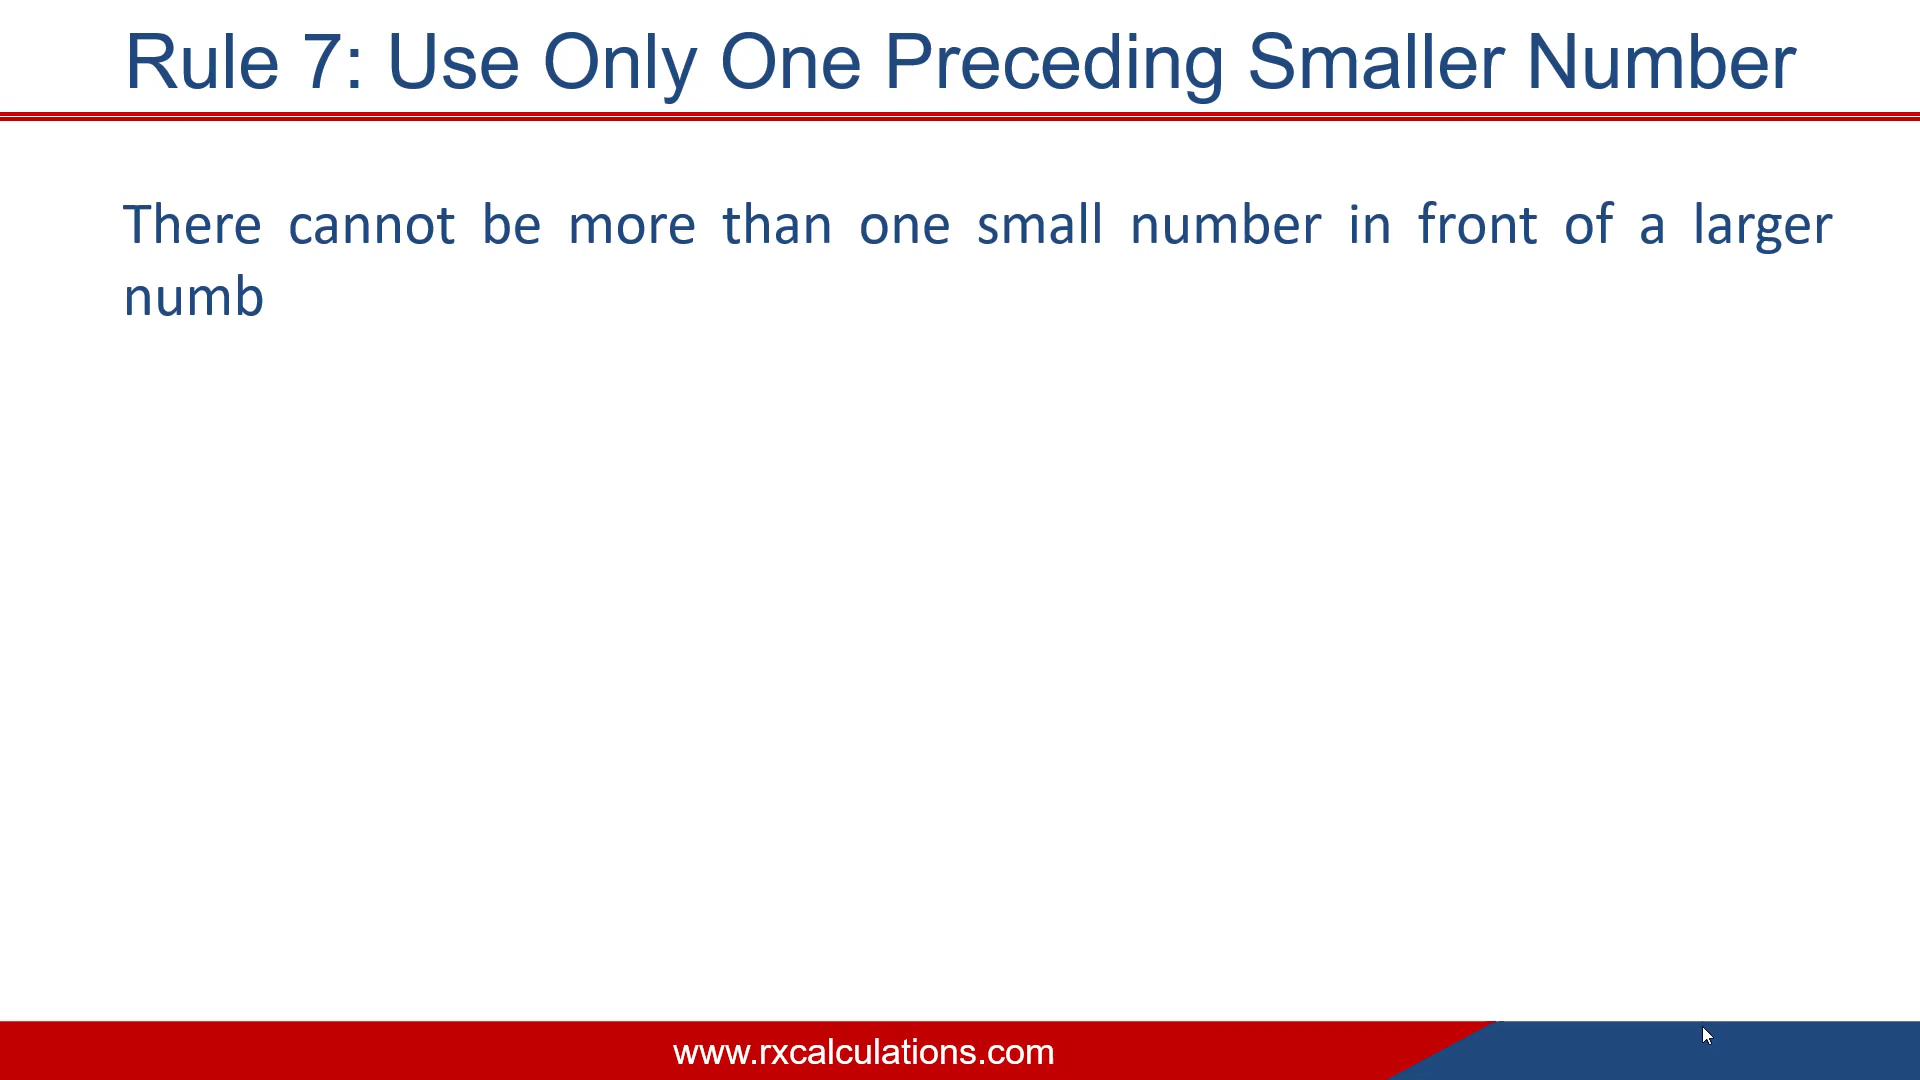 Rule 7: Use Only One Preceding Smaller Number
There cannot be more than one small number in front of a larger
numb
www.rxcalculations.com